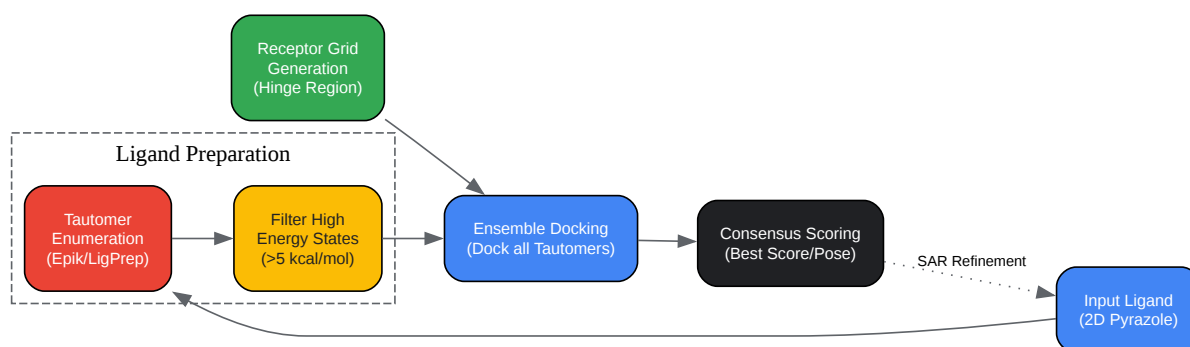 Receptor Grid
Generation
(Hinge Region)
Ligand Preparation
Tautomer
Enumeration
(Epik/LigPrep)
Filter High
Energy States
(>5 kcal/mol)
Ensemble Docking
(Dock all Tautomers)
Consensus Scoring
(Best Score/Pose)
SAR Refinement
Input Ligand
(2D Pyrazole)